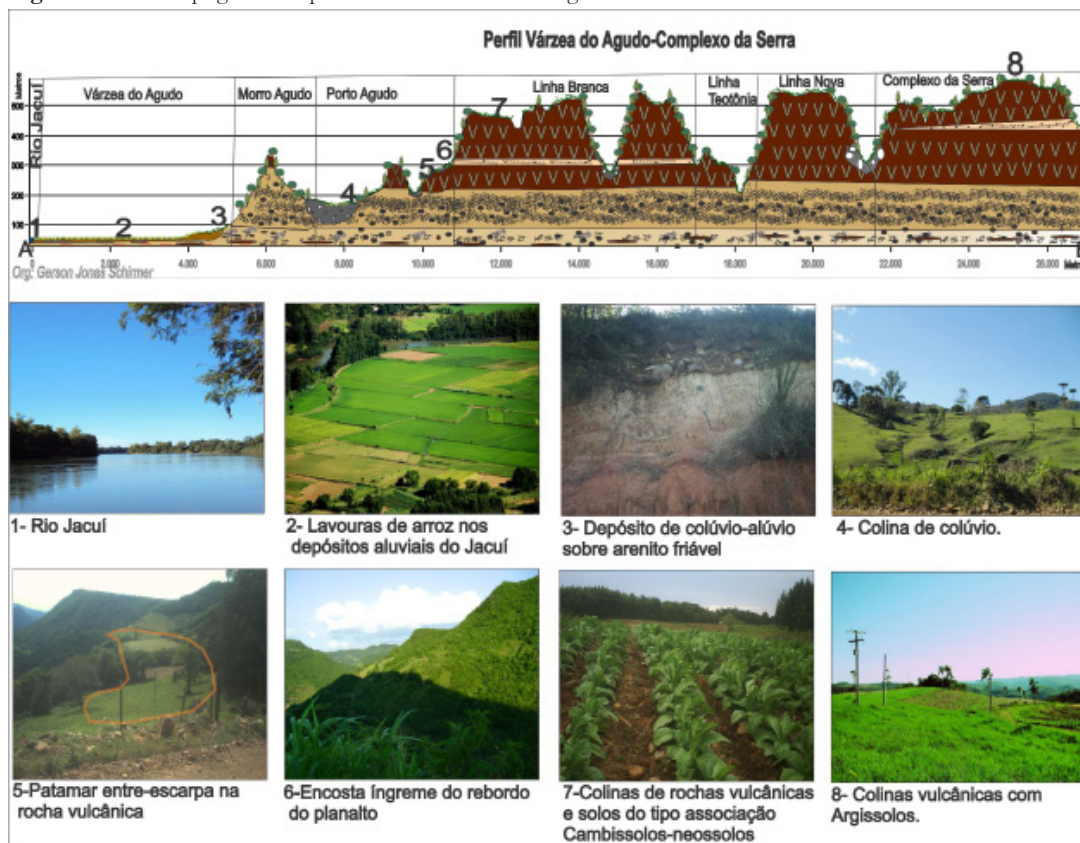 Perfil Várzea do Agudo-Complexo da Serra
8
Metros
Rio Jacuí
Várzea do Agudo
Morro Agudo
Porto Agudo
Linha Branca
Linha Teotônia
Linha Nova
Complexo da Serra
500
400
300
200
100
1
2
3
4
5
6
7
A
0
2.000
4.000
6.000
8.000
10.000
12.000
14.000
16.000
18.000
20.000
22.000
24.000
26.000
Org. Gerson Jonas Schirmer
1- Rio Jacuí
2- Lavouras de arroz nos
depósitos aluviais do Jacuí
3- Depósito de colúvio-alúvio
sobre arenito friável
4- Colina de colúvio.
5-Patamar entre-escarpa na
rocha vulcânica
6-Encosta íngreme do rebordo
do planalto
7-Colinas de rochas vulcânicas
e solos do tipo associação
Cambissolos-neossolos
8- Colinas vulcânicas com
Argissolos.